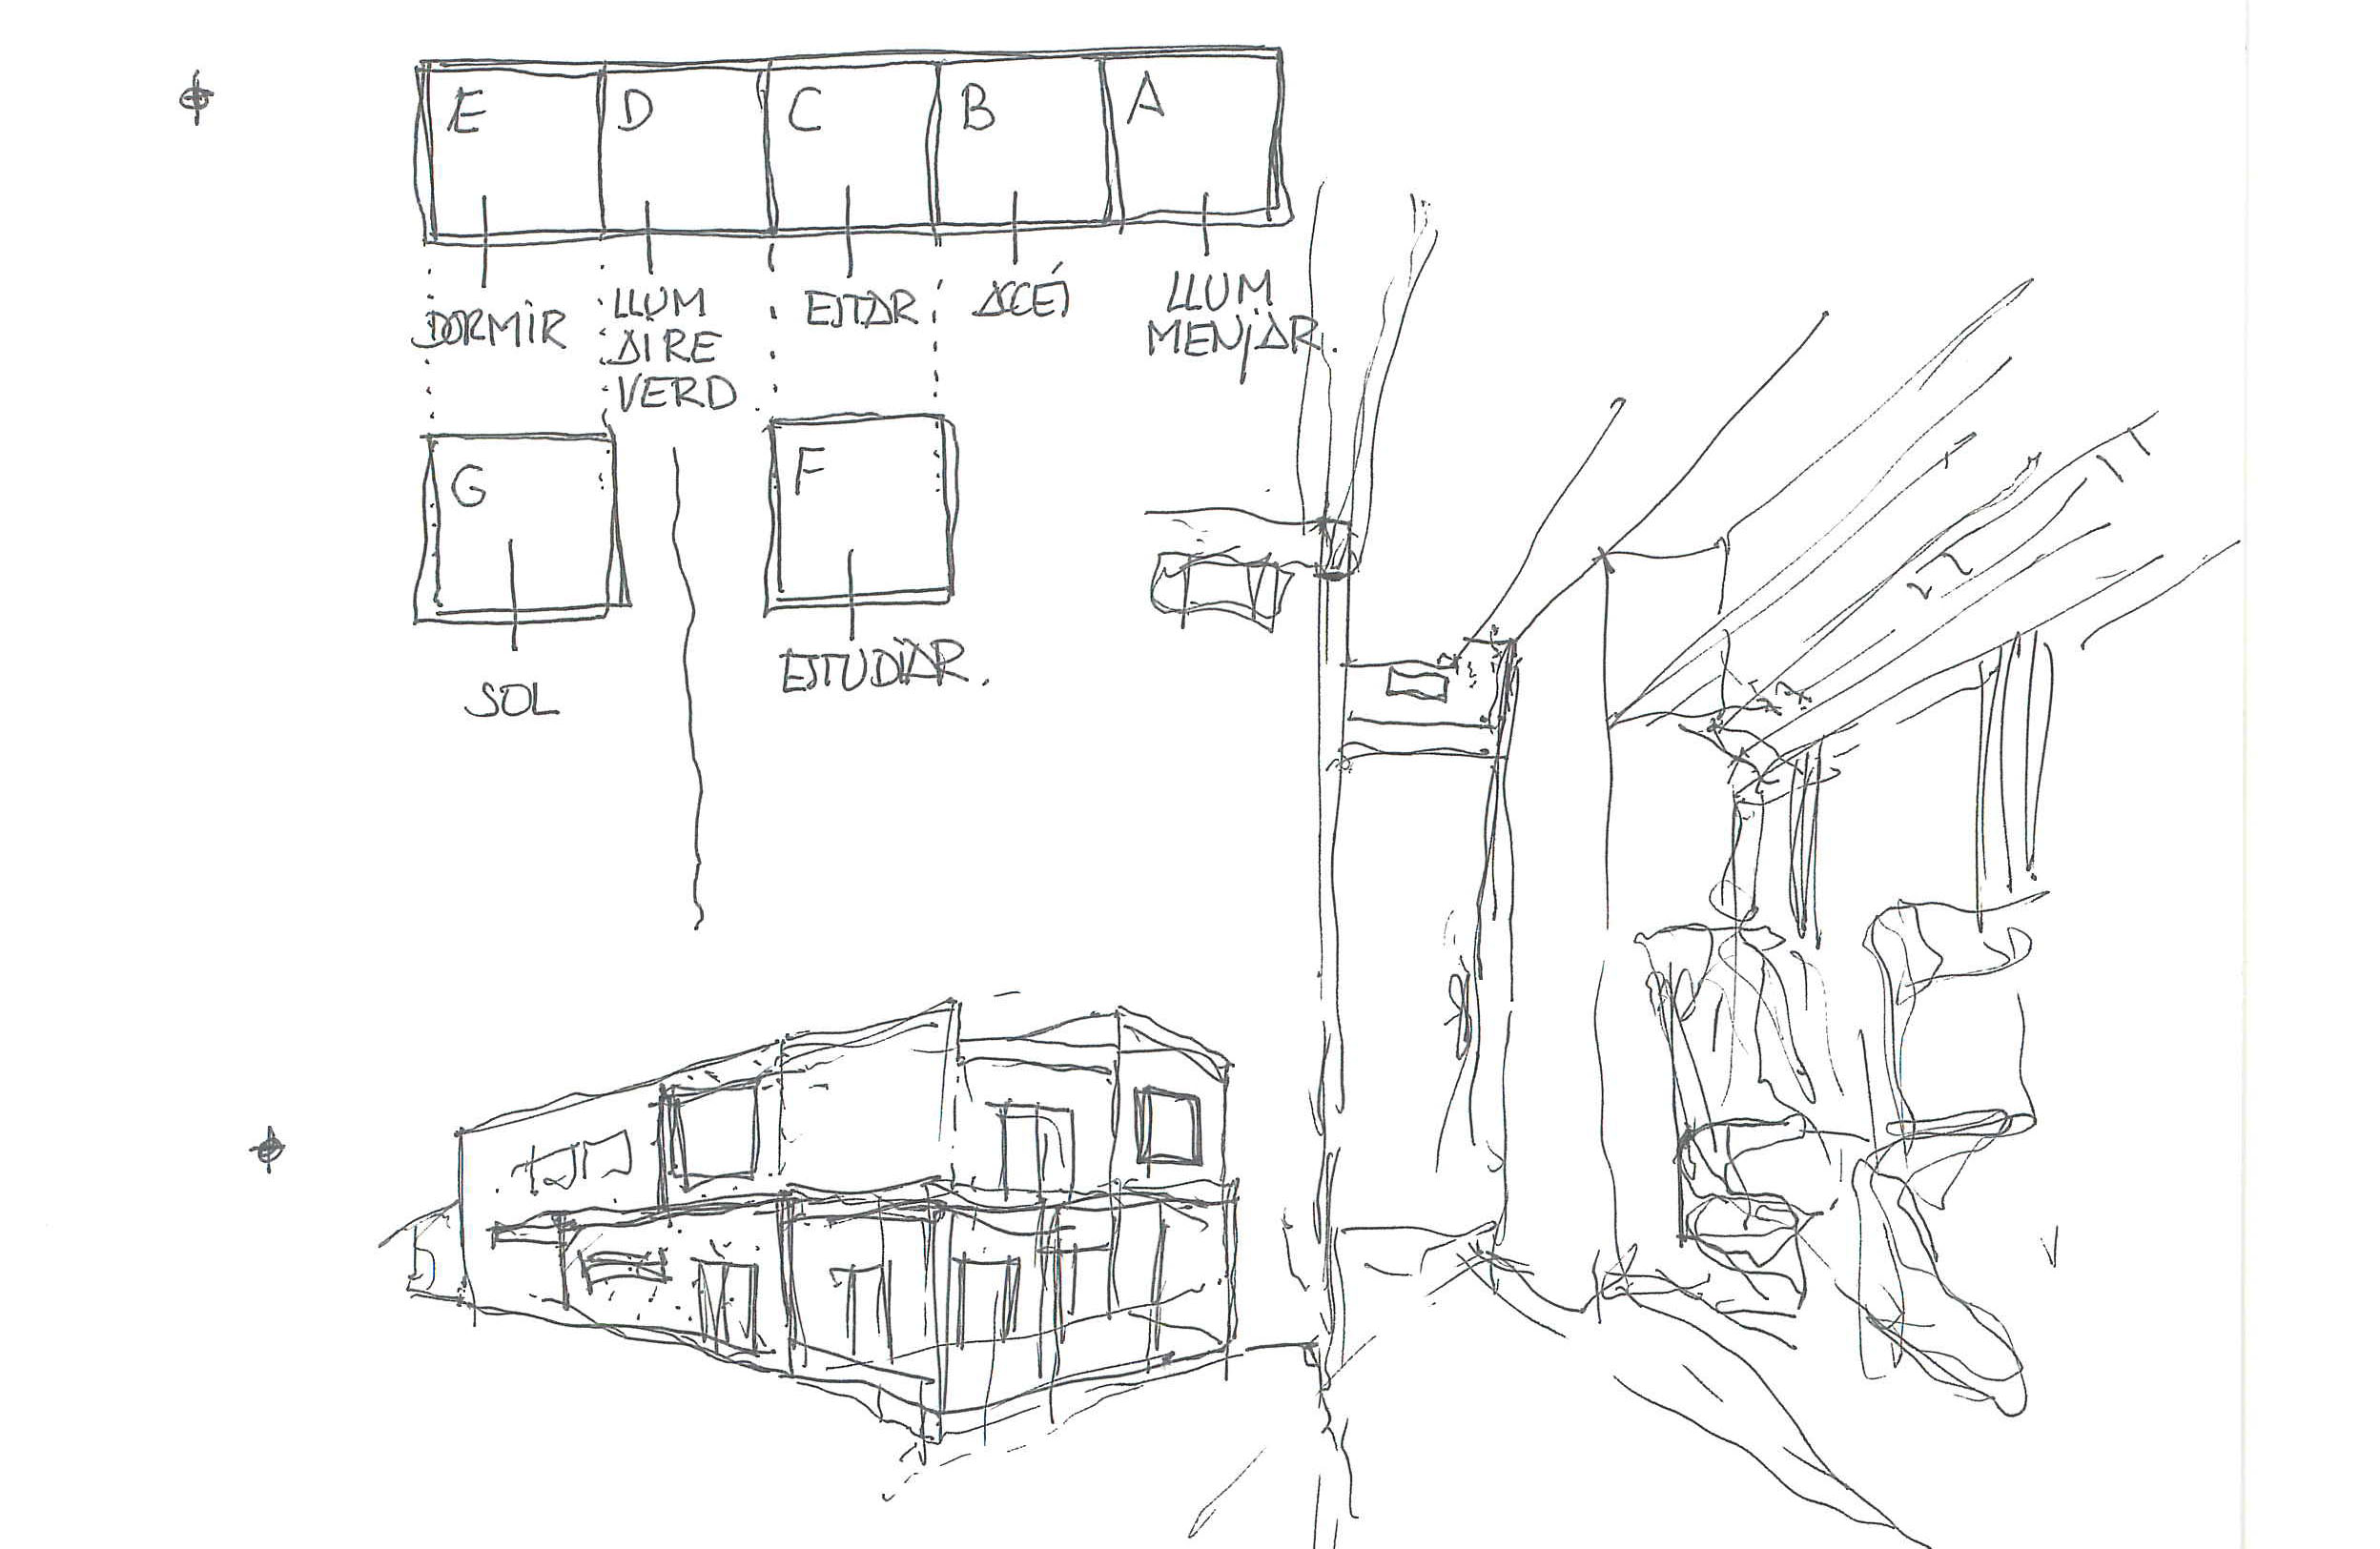 E D C B A
DORMIR
LLUM
AIRE
VERD
ESTAR
ACCÉS
LLUM
MENJAR.
G F
SOL
ESTUDIAR.